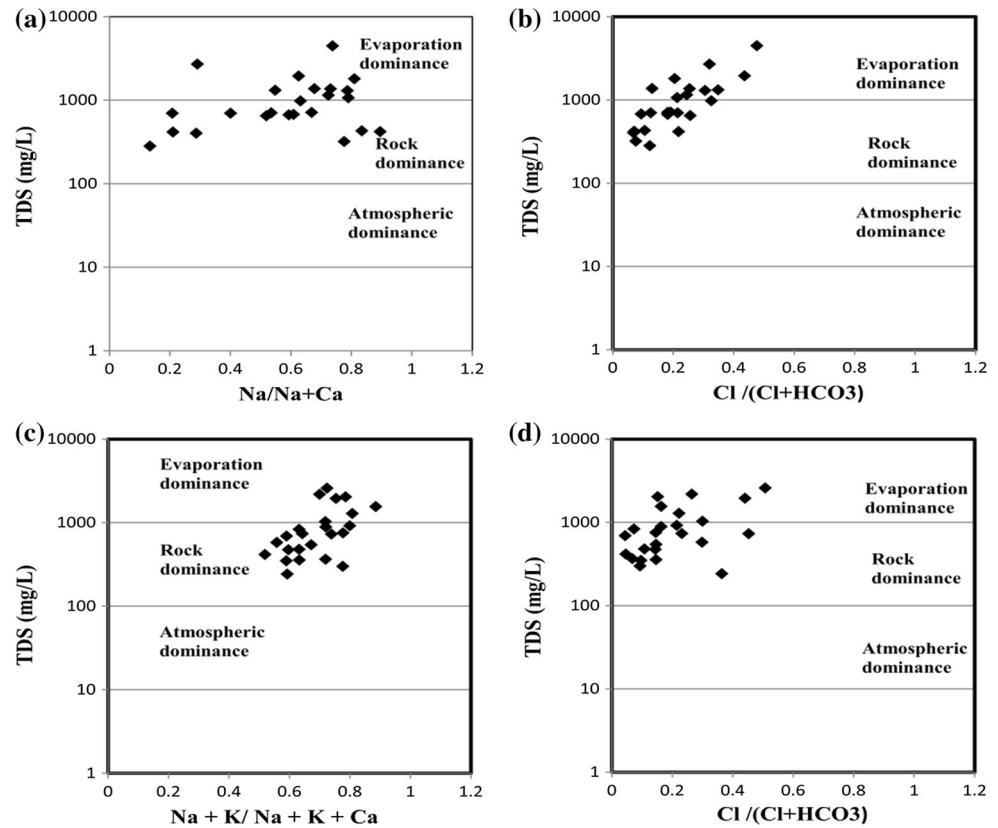 (a)
10000
1000
100
10
1
TDS (mg/L)
Evaporation
dominance
Rock
dominance
Atmospheric
dominance
0 0.2 0.4 0.6 0.8 1 1.2
Na/Na+Ca
(b)
10000
1000
100
10
1
TDS (mg/L)
Evaporation
dominance
Rock
dominance
Atmospheric
dominance
0 0.2 0.4 0.6 0.8 1 1.2
Cl /(Cl+HCO3)
(c)
10000
1000
100
10
1
TDS (mg/L)
Evaporation
dominance
Rock
dominance
Atmospheric
dominance
0 0.2 0.4 0.6 0.8 1 1.2
Na + K/ Na + K + Ca
(d)
10000
1000
100
10
1
TDS (mg/L)
Evaporation
dominance
Rock
dominance
Atmospheric
dominance
0 0.2 0.4 0.6 0.8 1 1.2
Cl /(Cl+HCO3)